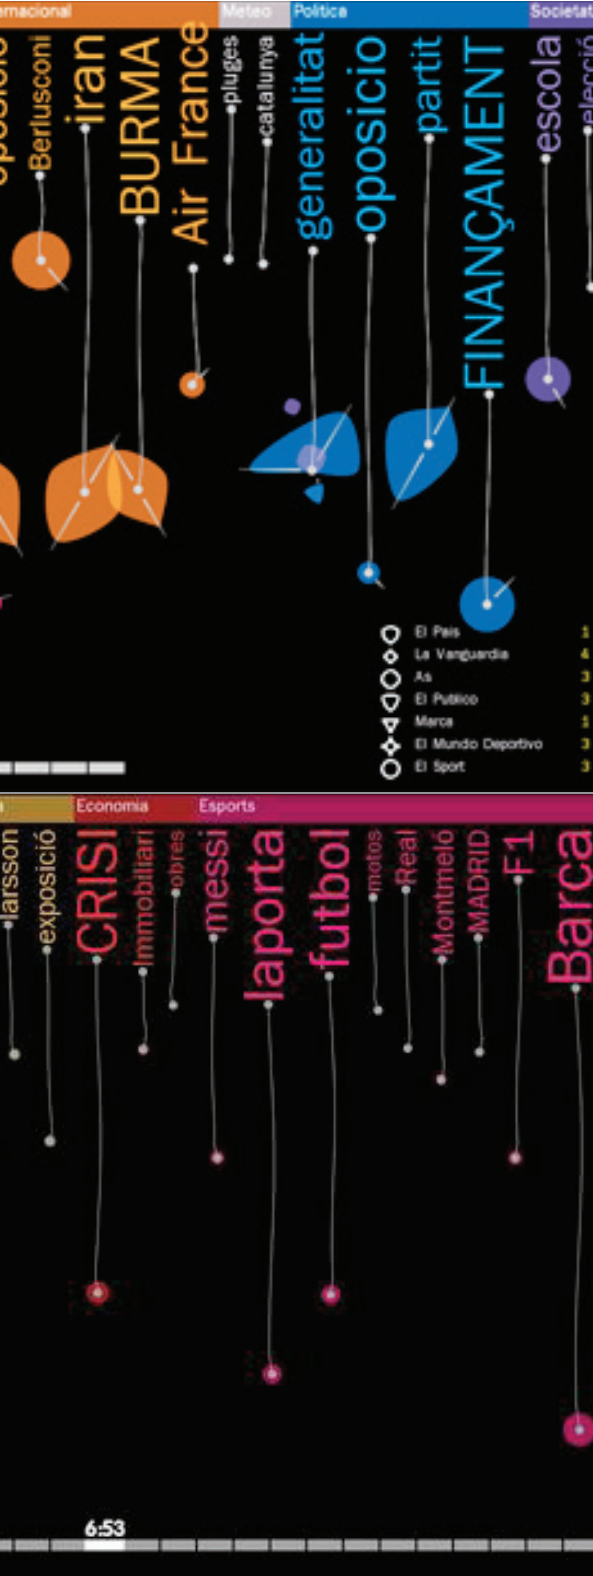 ernacional
Meteo
Politica
Societat
Berlusconi
iran
BURMA
Air France
pluges
catalunya
generalitat
oposicio
partit
FINANÇAMENT
escola
El Pais 1
La Vanguardia 4
As 3
El Publico 3
Marca 1
El Mundo Deportivo 3
El Sport 3
Economia
Esports
larsson
exposició
CRISI
Immobiliari
obres
messi
laporta
futbol
motos
Real
Montmeló
MADRID
F1
Barca
6:53